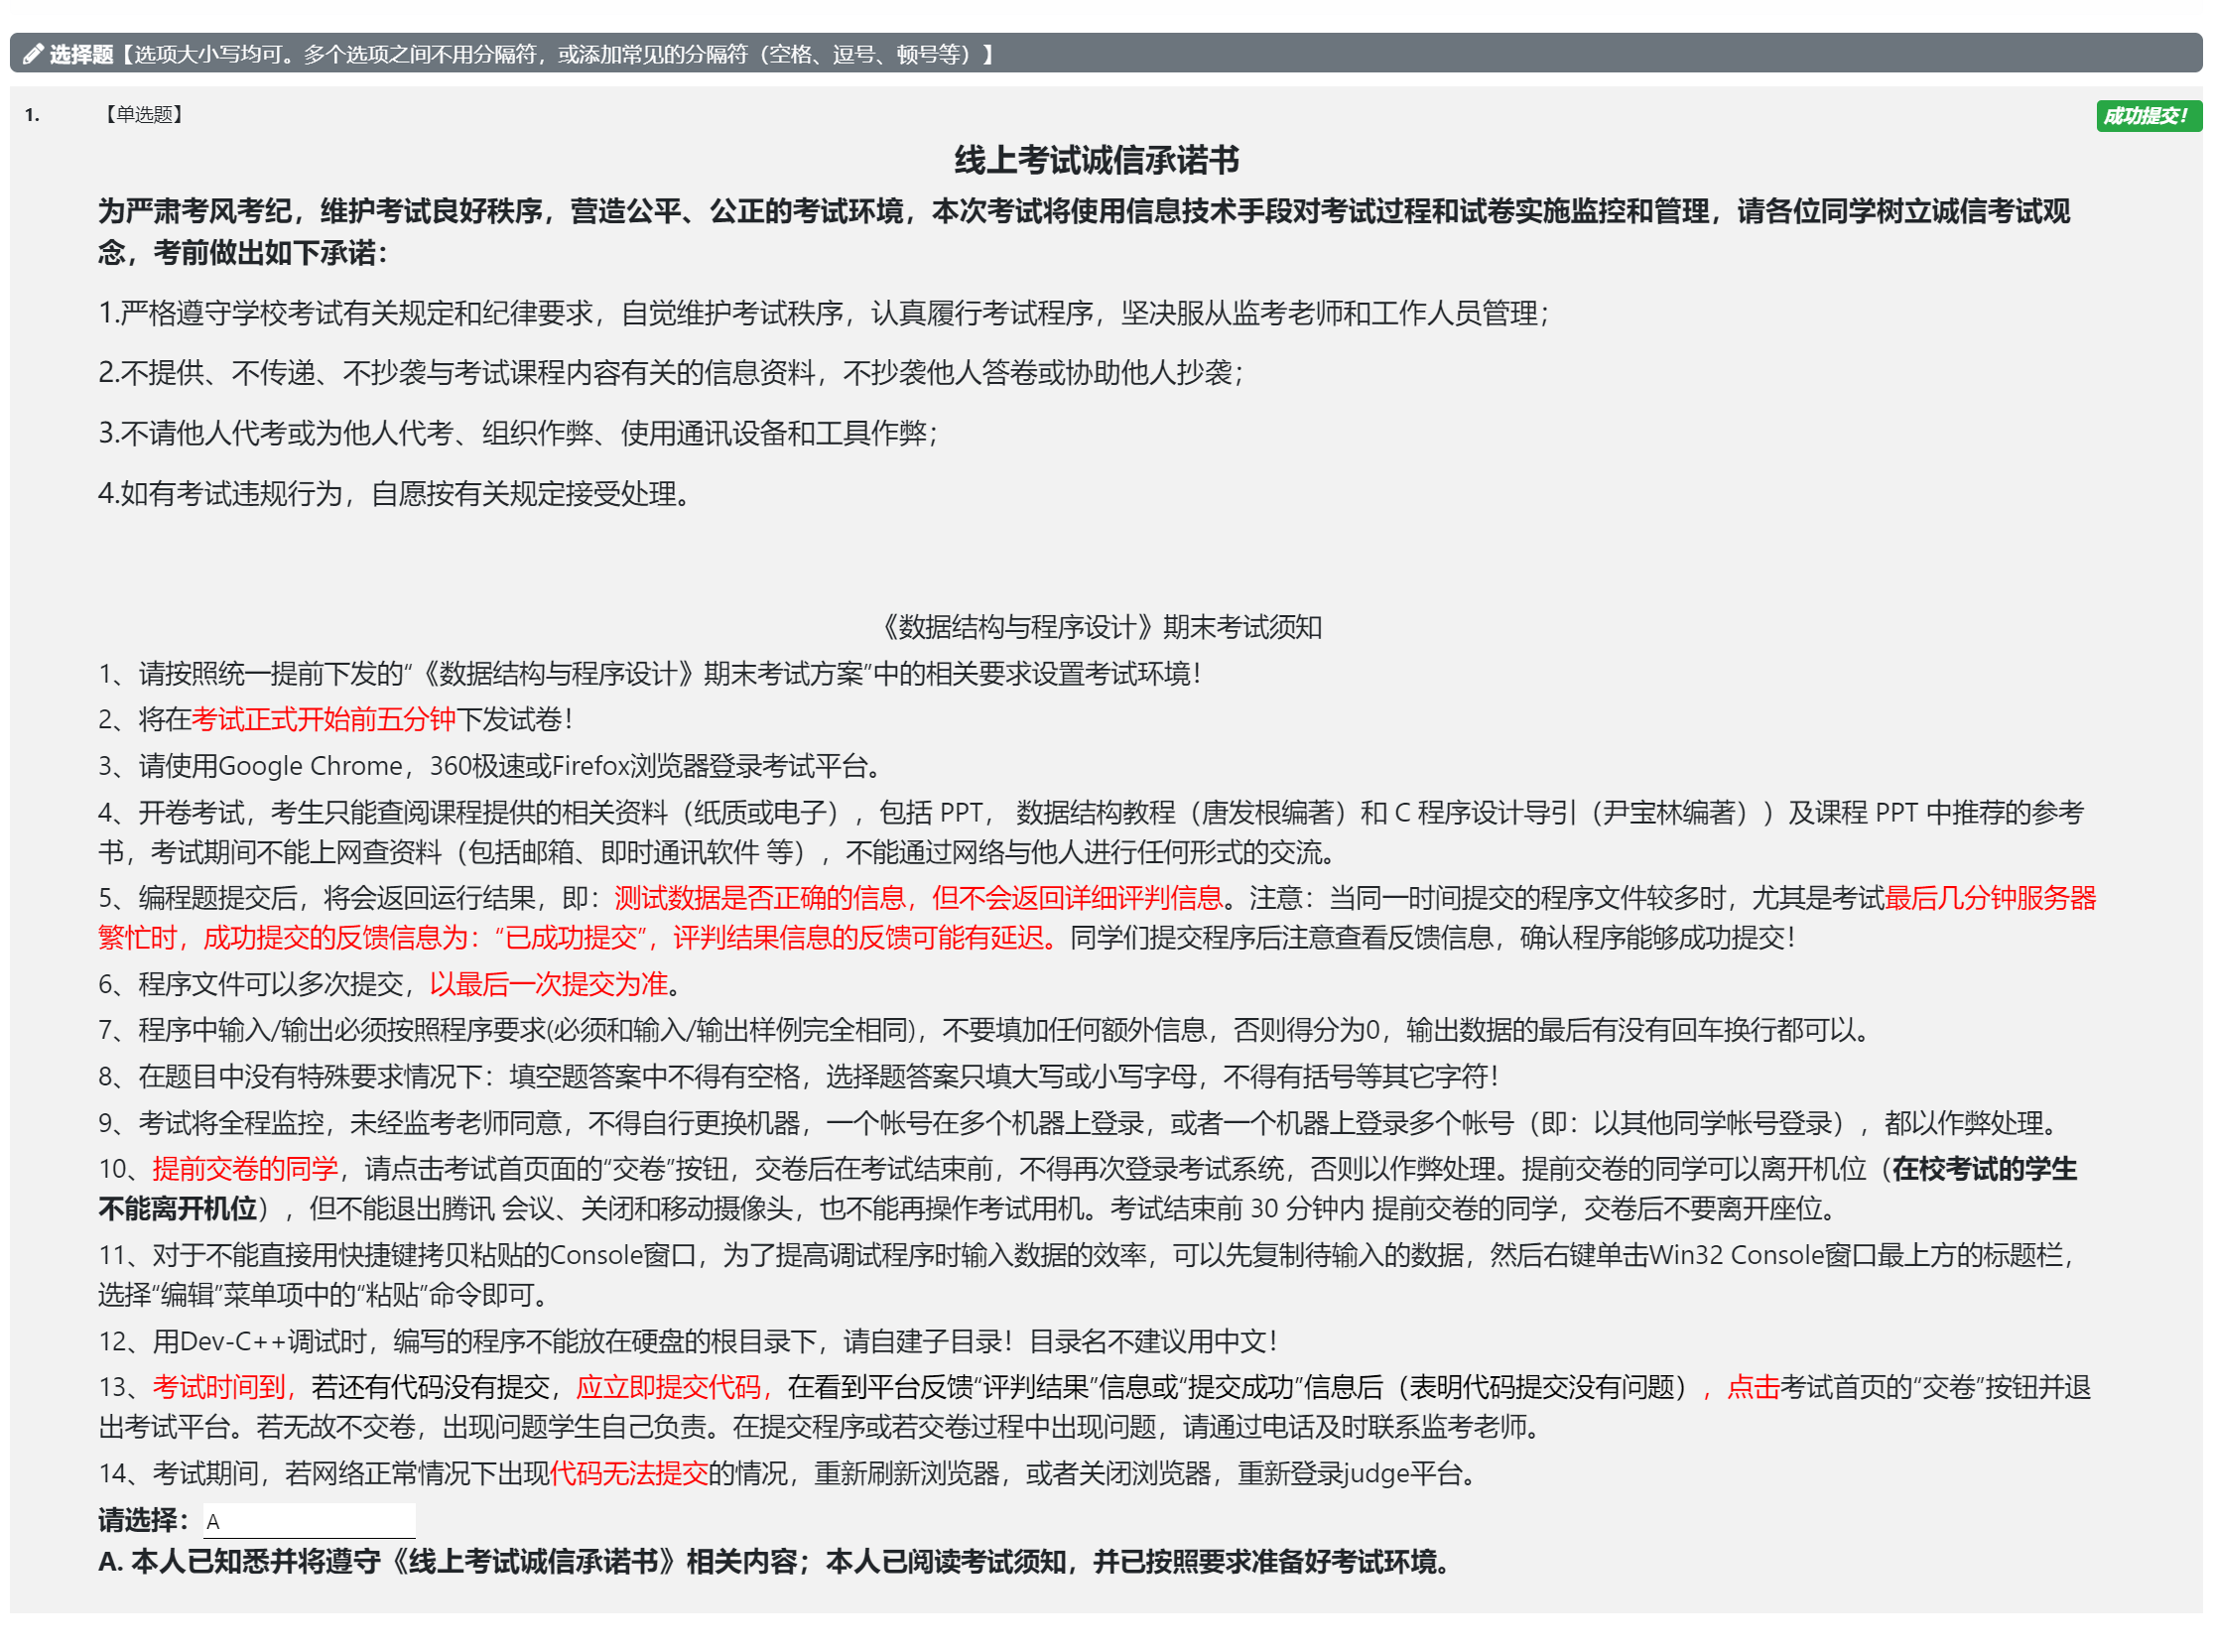 选择题【选项大小写均可。多个选项之间不用分隔符，或添加常见的分隔符（空格、逗号、顿号等）】
1. 【单选题】 成功提交！
线上考试诚信承诺书
为严肃考风考纪，维护考试良好秩序，营造公平、公正的考试环境，本次考试将使用信息技术手段对考试过程和试卷实施监控和管理，请各位同学树立诚信考试观
念，考前做出如下承诺：
1.严格遵守学校考试有关规定和纪律要求，自觉维护考试秩序，认真履行考试程序，坚决服从监考老师和工作人员管理；
2.不提供、不传递、不抄袭与考试课程内容有关的信息资料，不抄袭他人答卷或协助他人抄袭；
3.不请他人代考或为他人代考、组织作弊、使用通讯设备和工具作弊；
4.如有考试违规行为，自愿按有关规定接受处理。
《数据结构与程序设计》期末考试须知
1、请按照统一提前下发的“《数据结构与程序设计》期末考试方案”中的相关要求设置考试环境！
2、将在考试正式开始前五分钟下发试卷！
3、请使用Google Chrome，360极速或Firefox浏览器登录考试平台。
4、开卷考试，考生只能查阅课程提供的相关资料（纸质或电子），包括 PPT， 数据结构教程（唐发根编著）和 C 程序设计导引（尹宝林编著））及课程 PPT 中推荐的参考
书，考试期间不能上网查资料（包括邮箱、即时通讯软件 等），不能通过网络与他人进行任何形式的交流。
5、编程题提交后，将会返回运行结果，即：测试数据是否正确的信息，但不会返回详细评判信息。注意：当同一时间提交的程序文件较多时，尤其是考试最后几分钟服务器
繁忙时，成功提交的反馈信息为：“已成功提交”，评判结果信息的反馈可能有延迟。同学们提交程序后注意查看反馈信息，确认程序能够成功提交！
6、程序文件可以多次提交，以最后一次提交为准。
7、程序中输入/输出必须按照程序要求(必须和输入/输出样例完全相同)，不要填加任何额外信息，否则得分为0，输出数据的最后有没有回车换行都可以。
8、在题目中没有特殊要求情况下：填空题答案中不得有空格，选择题答案只填大写或小写字母，不得有括号等其它字符！
9、考试将全程监控，未经监考老师同意，不得自行更换机器，一个帐号在多个机器上登录，或者一个机器上登录多个帐号（即：以其他同学帐号登录），都以作弊处理。
10、提前交卷的同学，请点击考试首页面的“交卷”按钮，交卷后在考试结束前，不得再次登录考试系统，否则以作弊处理。提前交卷的同学可以离开机位（在校考试的学生
不能离开机位），但不能退出腾讯 会议、关闭和移动摄像头，也不能再操作考试用机。考试结束前 30 分钟内 提前交卷的同学，交卷后不要离开座位。
11、对于不能直接用快捷键拷贝粘贴的Console窗口，为了提高调试程序时输入数据的效率，可以先复制待输入的数据，然后右键单击Win32 Console窗口最上方的标题栏，
选择“编辑”菜单项中的“粘贴”命令即可。
12、用Dev-C++调试时，编写的程序不能放在硬盘的根目录下，请自建子目录！目录名不建议用中文！
13、考试时间到，若还有代码没有提交，应立即提交代码，在看到平台反馈“评判结果”信息或“提交成功”信息后（表明代码提交没有问题），点击考试首页的“交卷”按钮并退
出考试平台。若无故不交卷，出现问题学生自己负责。在提交程序或若交卷过程中出现问题，请通过电话及时联系监考老师。
14、考试期间，若网络正常情况下出现代码无法提交的情况，重新刷新浏览器，或者关闭浏览器，重新登录judge平台。
请选择： A
A. 本人已知悉并将遵守《线上考试诚信承诺书》相关内容；本人已阅读考试须知，并已按照要求准备好考试环境。